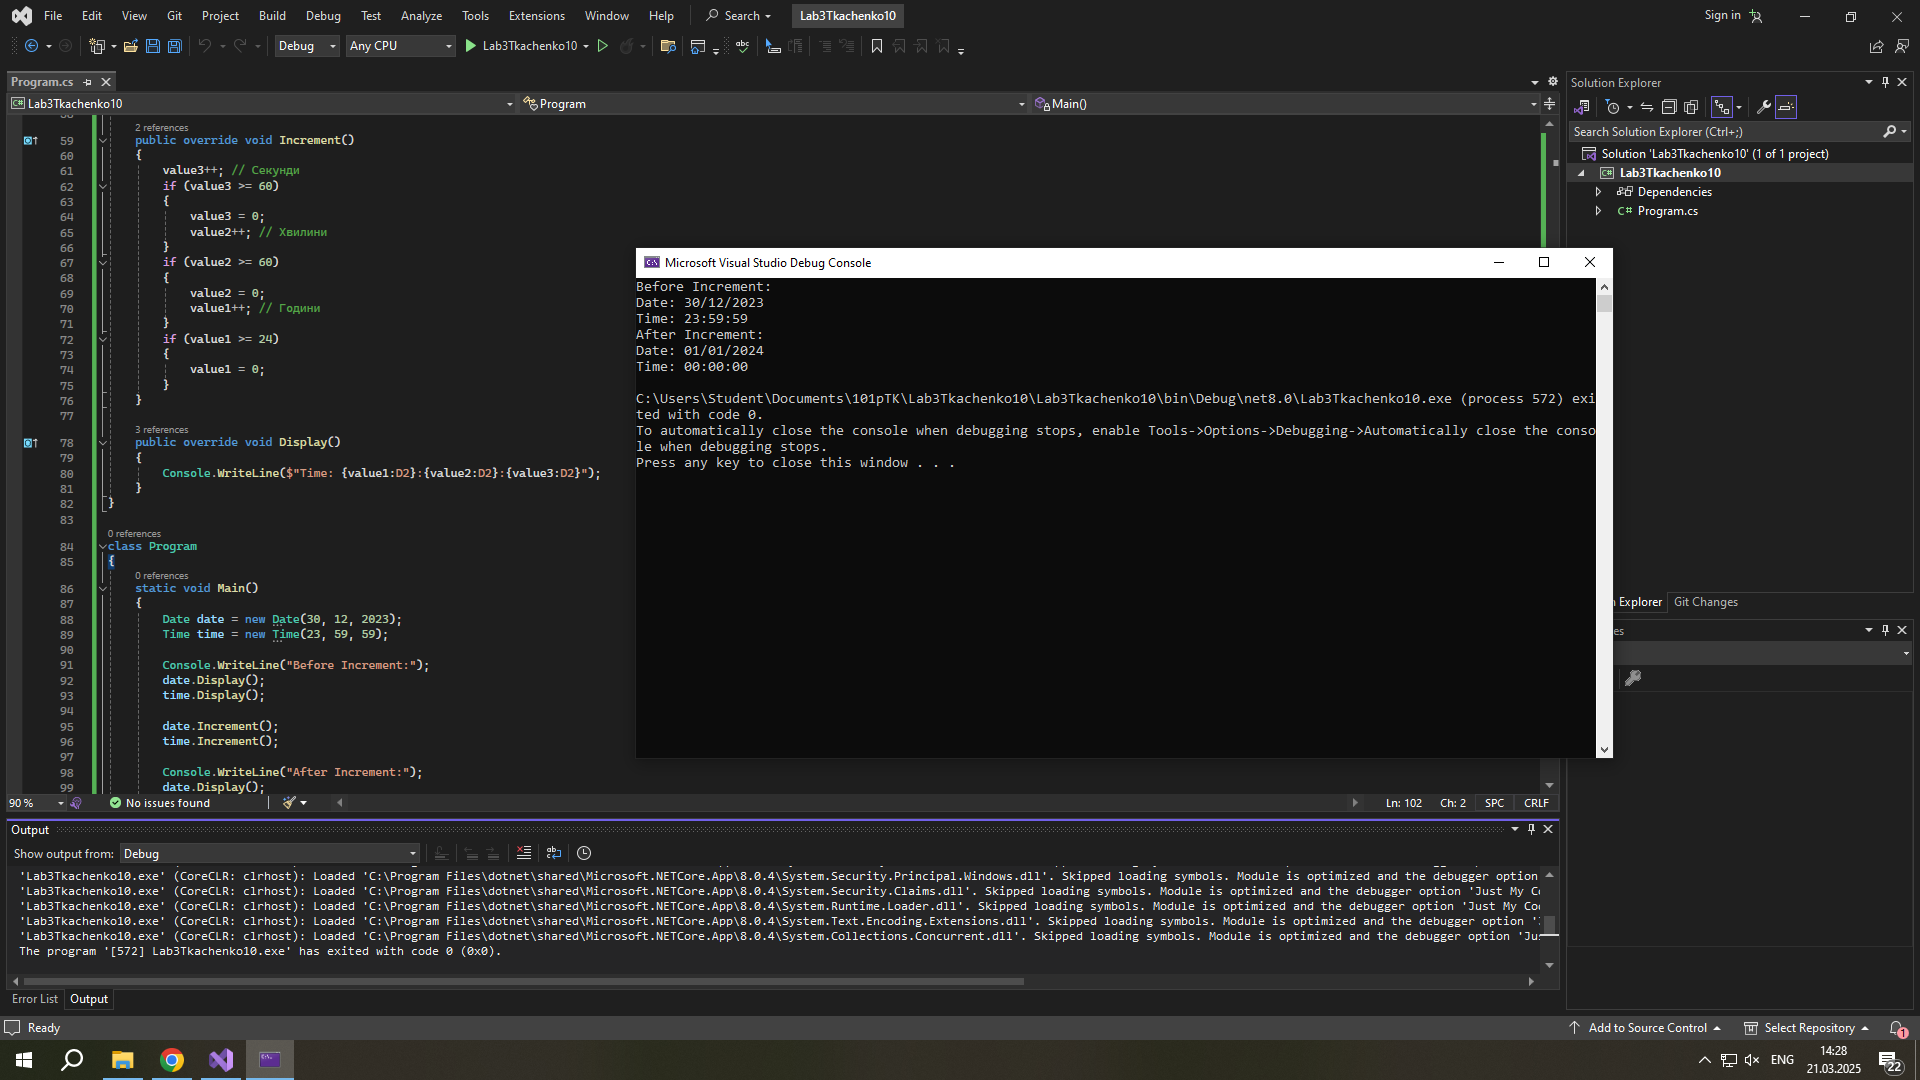 File Edit View Git Project Build Debug Test Analyze Tools Extensions Window Help Search Lab3Tkachenko10 Sign in
Debug Any CPU Lab3Tkachenko10
Program.cs
Lab3Tkachenko10 Program Main()
2 references
59 public override void Increment()
60 {
61 value3++; // Секунди
62 if (value3 >= 60)
63 {
64 value3 = 0;
65 value2++; // Хвилини
66 }
67 if (value2 >= 60)
68 {
69 value2 = 0;
70 value1++; // Години
71 }
72 if (value1 >= 24)
73 {
74 value1 = 0;
75 }
76 }
77
3 references
78 public override void Display()
79 {
80 Console.WriteLine($"Time: {value1:D2}:{value2:D2}:{value3:D2}");
81 }
82 }
83
0 references
84 class Program
85 {
0 references
86 static void Main()
87 {
88 Date date = new Date(30, 12, 2023);
89 Time time = new Time(23, 59, 59);
90
91 Console.WriteLine("Before Increment:");
92 date.Display();
93 time.Display();
94
95 date.Increment();
96 time.Increment();
97
98 Console.WriteLine("After Increment:");
99 date.Display();
90 % No issues found Ln: 102 Ch: 2 SPC CRLF
Microsoft Visual Studio Debug Console
Before Increment:
Date: 30/12/2023
Time: 23:59:59
After Increment:
Date: 01/01/2024
Time: 00:00:00
C:\Users\Student\Documents\101pTK\Lab3Tkachenko10\Lab3Tkachenko10\bin\Debug\net8.0\Lab3Tkachenko10.exe (process 572) exi
ted with code 0.
To automatically close the console when debugging stops, enable Tools->Options->Debugging->Automatically close the conso
le when debugging stops.
Press any key to close this window . . .
Solution Explorer
Search Solution Explorer (Ctrl+;)
Solution 'Lab3Tkachenko10' (1 of 1 project)
Lab3Tkachenko10
Dependencies
C# Program.cs
Explorer Git Changes
Output
Show output from: Debug
'Lab3Tkachenko10.exe' (CoreCLR: clrhost): Loaded 'C:\Program Files\dotnet\shared\Microsoft.NETCore.App\8.0.4\System.Security.Principal.Windows.dll'. Skipped loading symbols. Module is optimized and the debugger option
'Lab3Tkachenko10.exe' (CoreCLR: clrhost): Loaded 'C:\Program Files\dotnet\shared\Microsoft.NETCore.App\8.0.4\System.Security.Claims.dll'. Skipped loading symbols. Module is optimized and the debugger option 'Just My Co
'Lab3Tkachenko10.exe' (CoreCLR: clrhost): Loaded 'C:\Program Files\dotnet\shared\Microsoft.NETCore.App\8.0.4\System.Runtime.Loader.dll'. Skipped loading symbols. Module is optimized and the debugger option 'Just My Cod
'Lab3Tkachenko10.exe' (CoreCLR: clrhost): Loaded 'C:\Program Files\dotnet\shared\Microsoft.NETCore.App\8.0.4\System.Text.Encoding.Extensions.dll'. Skipped loading symbols. Module is optimized and the debugger option '
'Lab3Tkachenko10.exe' (CoreCLR: clrhost): Loaded 'C:\Program Files\dotnet\shared\Microsoft.NETCore.App\8.0.4\System.Collections.Concurrent.dll'. Skipped loading symbols. Module is optimized and the debugger option 'Jus
The program '[572] Lab3Tkachenko10.exe' has exited with code 0 (0x0).
Error List Output
Ready Add to Source Control Select Repository 1
ENG 14:28
21.03.2025 22